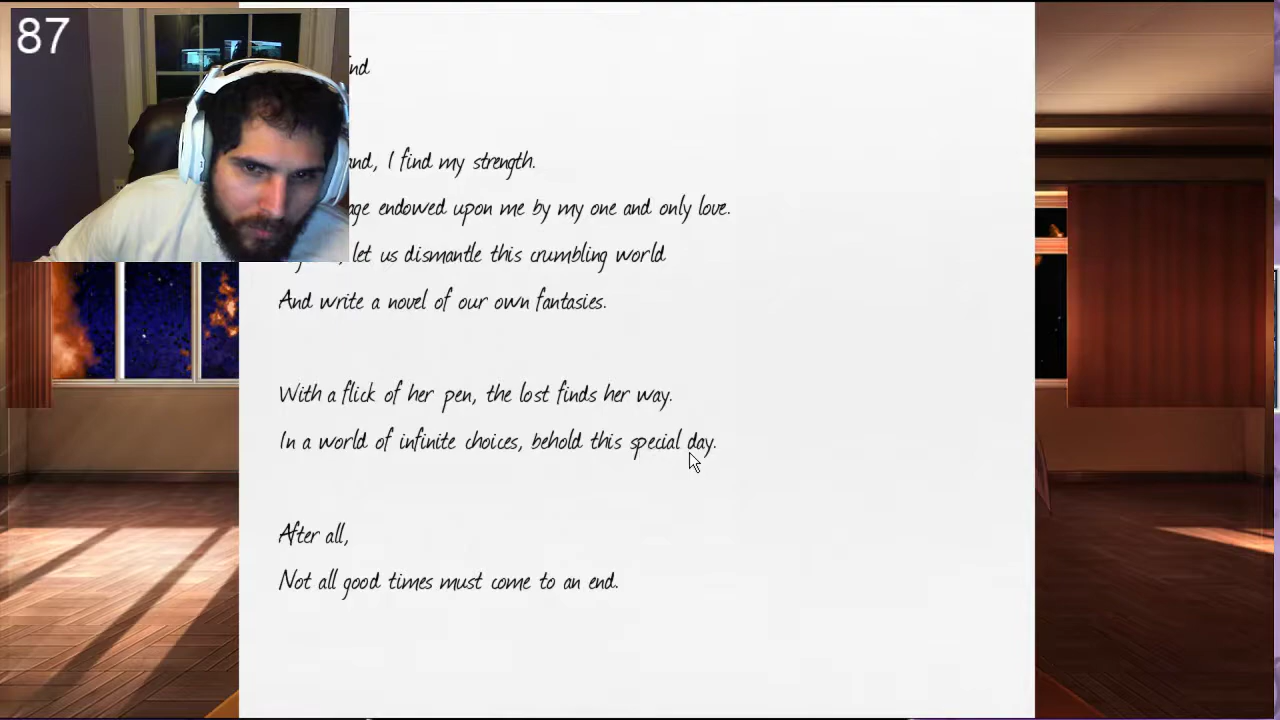 87
nd
nd, I find my strength.
age endowed upon me by my one and only love.
let us dismantle this crumbling world
And write a novel of our own fantasies.
With a flick of her pen, the lost finds her way.
In a world of infinite choices, behold this special day.
After all,
Not all good times must come to an end.